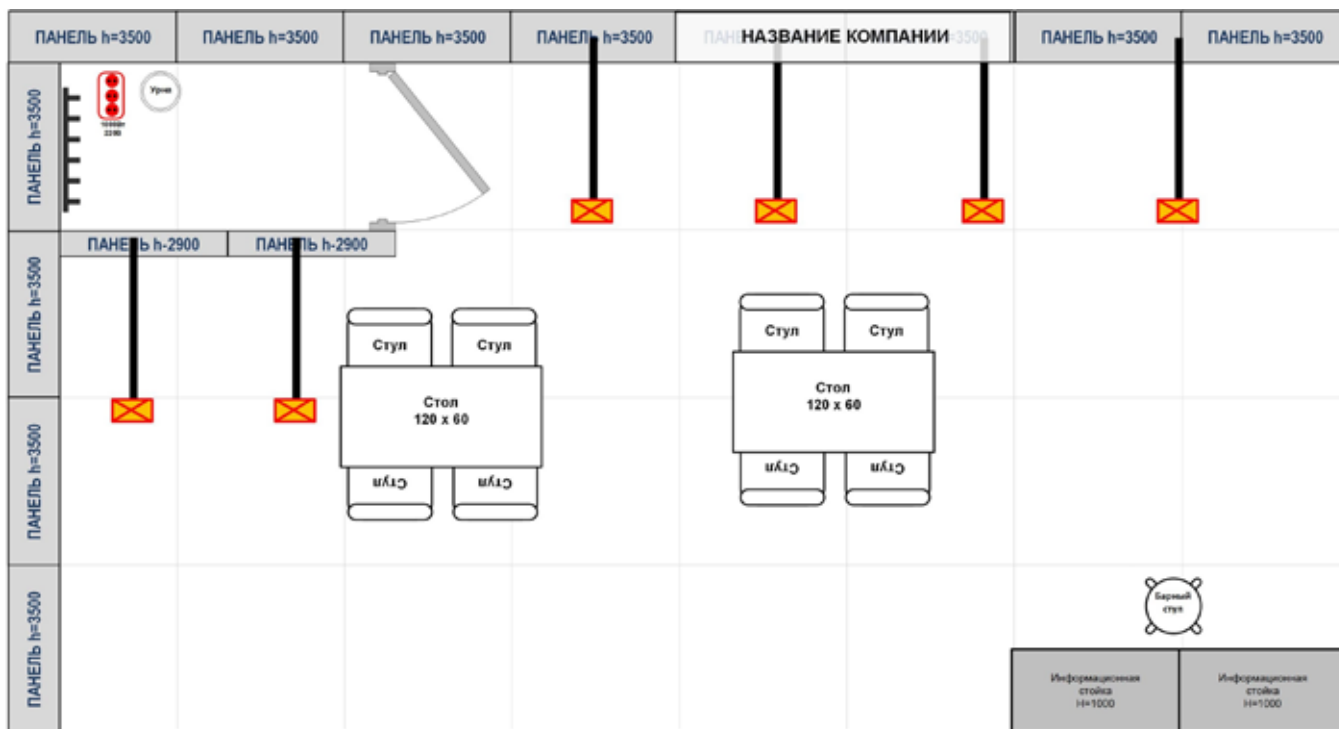 ПАНЕЛЬ h=3500
ПАНЕЛЬ h=3500
ПАНЕЛЬ h=3500
ПАНЕЛЬ h=3500
НАЗВАНИЕ КОМПАНИИ
ПАНЕЛЬ h=3500
ПАНЕЛЬ h=3500
ПАНЕЛЬ h=3500
Урна
220В
ПАНЕЛЬ h=3500
ПАНЕЛЬ h-2900
ПАНЕЛЬ h-2900
Стул
Стул
Стол
120 x 60
Стул
Стул
Стул
Стул
Стол
120 x 60
Стул
Стул
ПАНЕЛЬ h=3500
ПАНЕЛЬ h=3500
Барный
стул
Информационная
стойка
H=1000
Информационная
стойка
H=1000